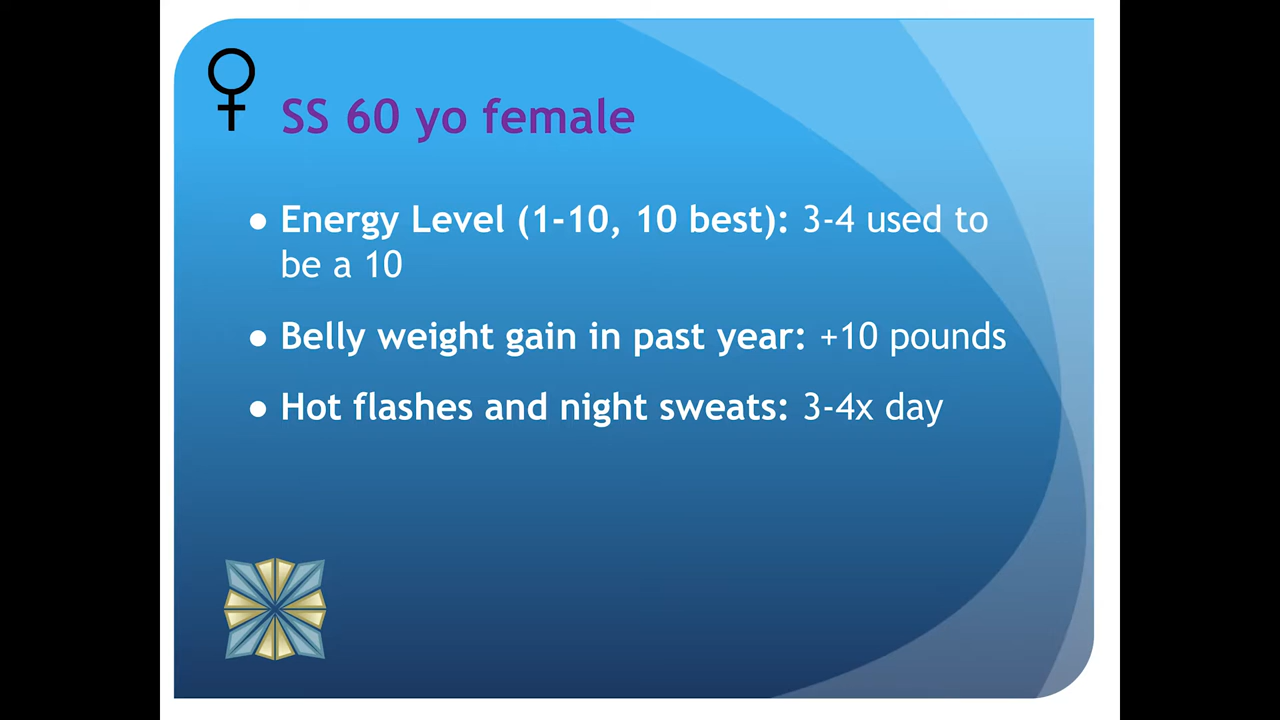 SS 60 yo female
● Energy Level (1-10, 10 best): 3-4 used to
be a 10
● Belly weight gain in past year: +10 pounds
● Hot flashes and night sweats: 3-4x day